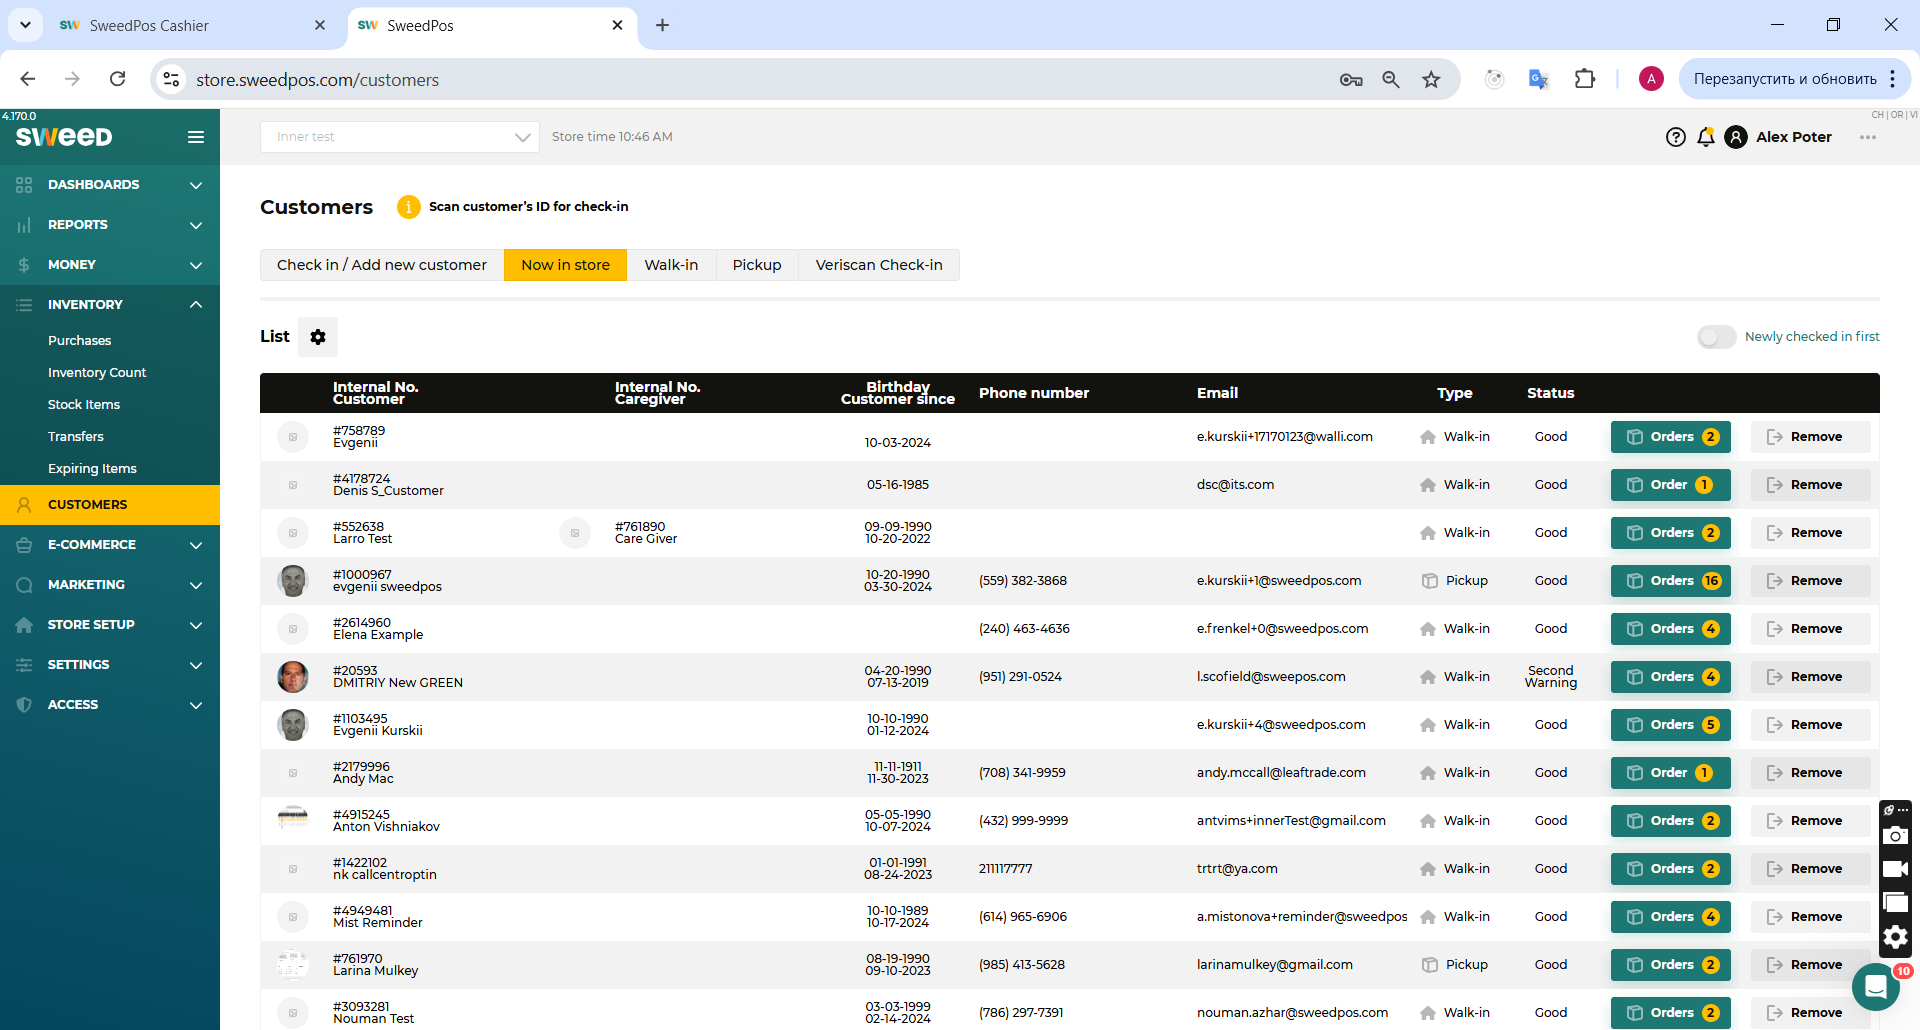 SW SweedPos Cashier
SW SweedPos
store.sweedpos.com/customers
A
Перезапустить и обновить
4.170.0
CH | OR | VI
SWEED
Inner test
Store time 10:46 AM
Alex Poter
DASHBOARDS
REPORTS
MONEY
INVENTORY
Purchases
Inventory Count
Stock Items
Transfers
Expiring Items
CUSTOMERS
E-COMMERCE
MARKETING
STORE SETUP
SETTINGS
ACCESS
Customers
Scan customer's ID for check-in
Check in / Add new customer Now in store Walk-in Pickup Veriscan Check-in
List
Newly checked in first
Internal No. Internal No. Birthday
Customer Caregiver Customer since Phone number Email Type Status
#758789
Evgenii 10-03-2024 e.kurskii+17170123@walli.com Walk-in Good Orders 2 Remove
#4178724
Denis S_Customer 05-16-1985 dsc@its.com Walk-in Good Order 1 Remove
#552638 #761890 09-09-1990
Larro Test Care Giver 10-20-2022 Walk-in Good Orders 2 Remove
#1000967 10-20-1990
evgenii sweedpos 03-30-2024 (559) 382-3868 e.kurskii+1@sweedpos.com Pickup Good Orders 16 Remove
#2614960
Elena Example (240) 463-4636 e.frenkel+0@sweedpos.com Walk-in Good Orders 4 Remove
#20593 04-20-1990
DMITRIY New GREEN 07-13-2019 (951) 291-0524 l.scofield@sweepos.com Walk-in Second Warning Orders 4 Remove
#1103495 10-10-1990
Evgenii Kurskii 01-12-2024 e.kurskii+4@sweedpos.com Walk-in Good Orders 5 Remove
#2179996 11-11-1911
Andy Mac 11-30-2023 (708) 341-9959 andy.mccall@leaftrade.com Walk-in Good Order 1 Remove
#4915245 05-05-1990
Anton Vishniakov 10-07-2024 (432) 999-9999 antvims+innerTest@gmail.com Walk-in Good Orders 2 Remove
#1422102 01-01-1991
nk callcentroptin 08-24-2023 211117777 trtrt@ya.com Walk-in Good Orders 2 Remove
#4949481 10-10-1989
Mist Reminder 10-17-2024 (614) 965-6906 a.mistonova+reminder@sweedpos Walk-in Good Orders 4 Remove
#761970 08-19-1990
Larina Mulkey 09-10-2023 (985) 413-5628 larinamulkey@gmail.com Pickup Good Orders 2 Remove
#3093281 03-03-1999
Nouman Test 02-14-2024 (786) 297-7391 nouman.azhar@sweedpos.com Walk-in Good Orders 2 Remove
10